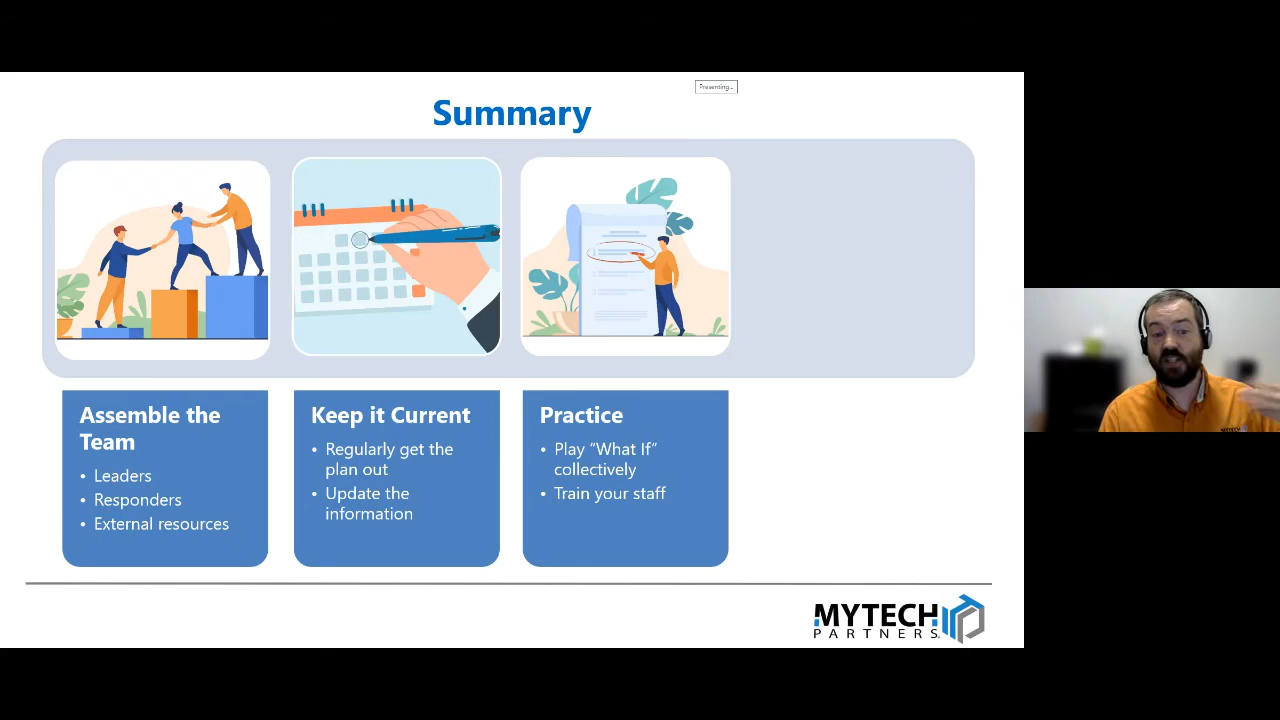 Presenting...
Summary
Assemble the
Team
• Leaders
• Responders
• External resources
Keep it Current
• Regularly get the
plan out
• Update the
information
Practice
• Play “What If”
collectively
• Train your staff
MYTECH
PARTNERS